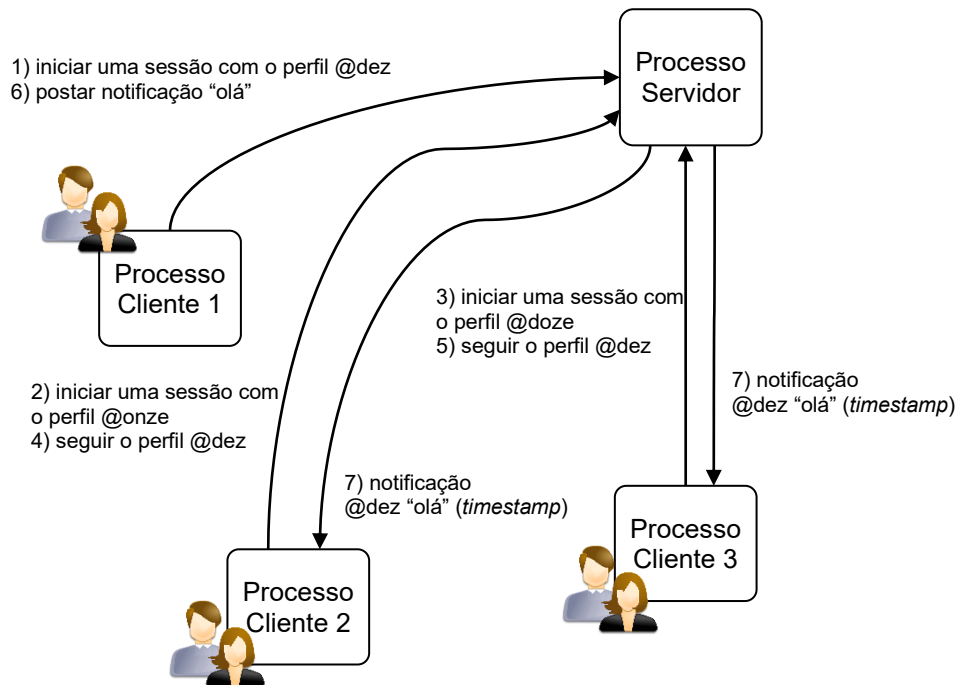 1) iniciar uma sessão com o perfil @dez
6) postar notificação “olá”
Processo
Servidor
Processo
Cliente 1
3) iniciar uma sessão com
o perfil @doze
5) seguir o perfil @dez
2) iniciar uma sessão com
o perfil @onze
4) seguir o perfil @dez
7) notificação
@dez “olá” (timestamp)
7) notificação
@dez “olá” (timestamp)
Processo
Cliente 3
Processo
Cliente 2